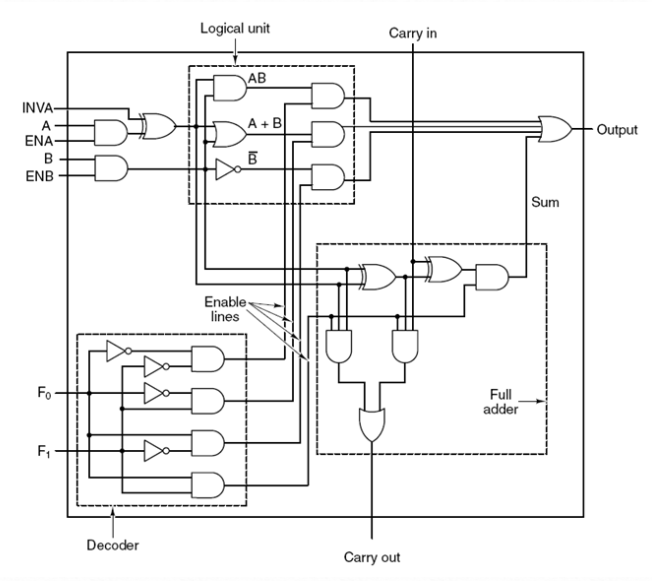 Logical unit
Carry in
INVA
A
ENA
B
ENB
AB
A + B
B̅
Output
Sum
Enable
lines
F₀
F₁
Full
adder
Decoder
Carry out